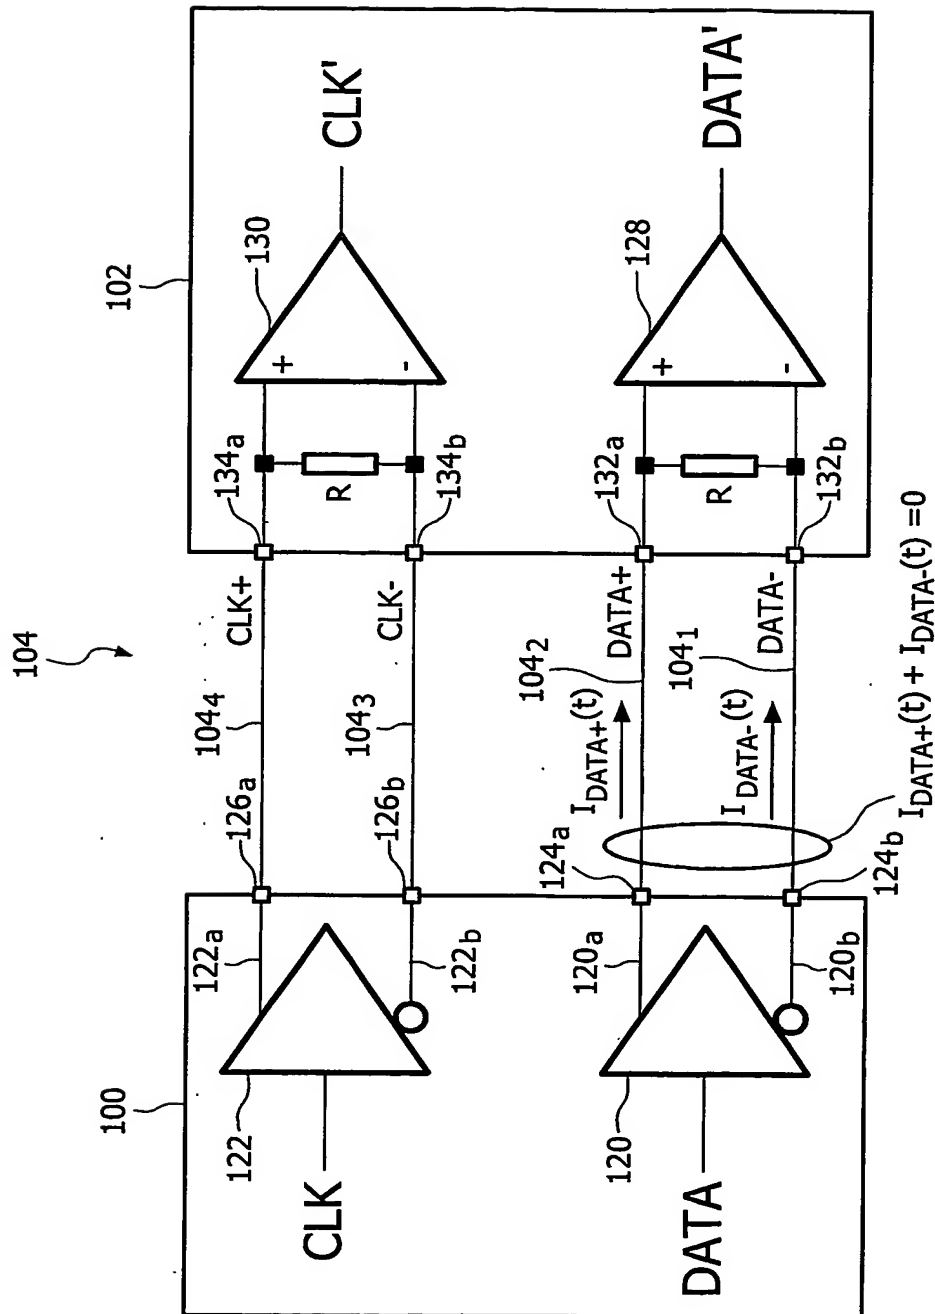 104
100
102
122
122a
126a
1044
CLK+
134a
130
+
CLK
CLK'
R
-
122b
126b
1043
CLK-
134b
120
120a
124a
IDATA+(t)
1042
DATA+
132a
128
+
DATA
DATA'
R
-
120b
124b
IDATA-(t)
1041
DATA-
132b
IDATA+(t) + IDATA-(t) =0